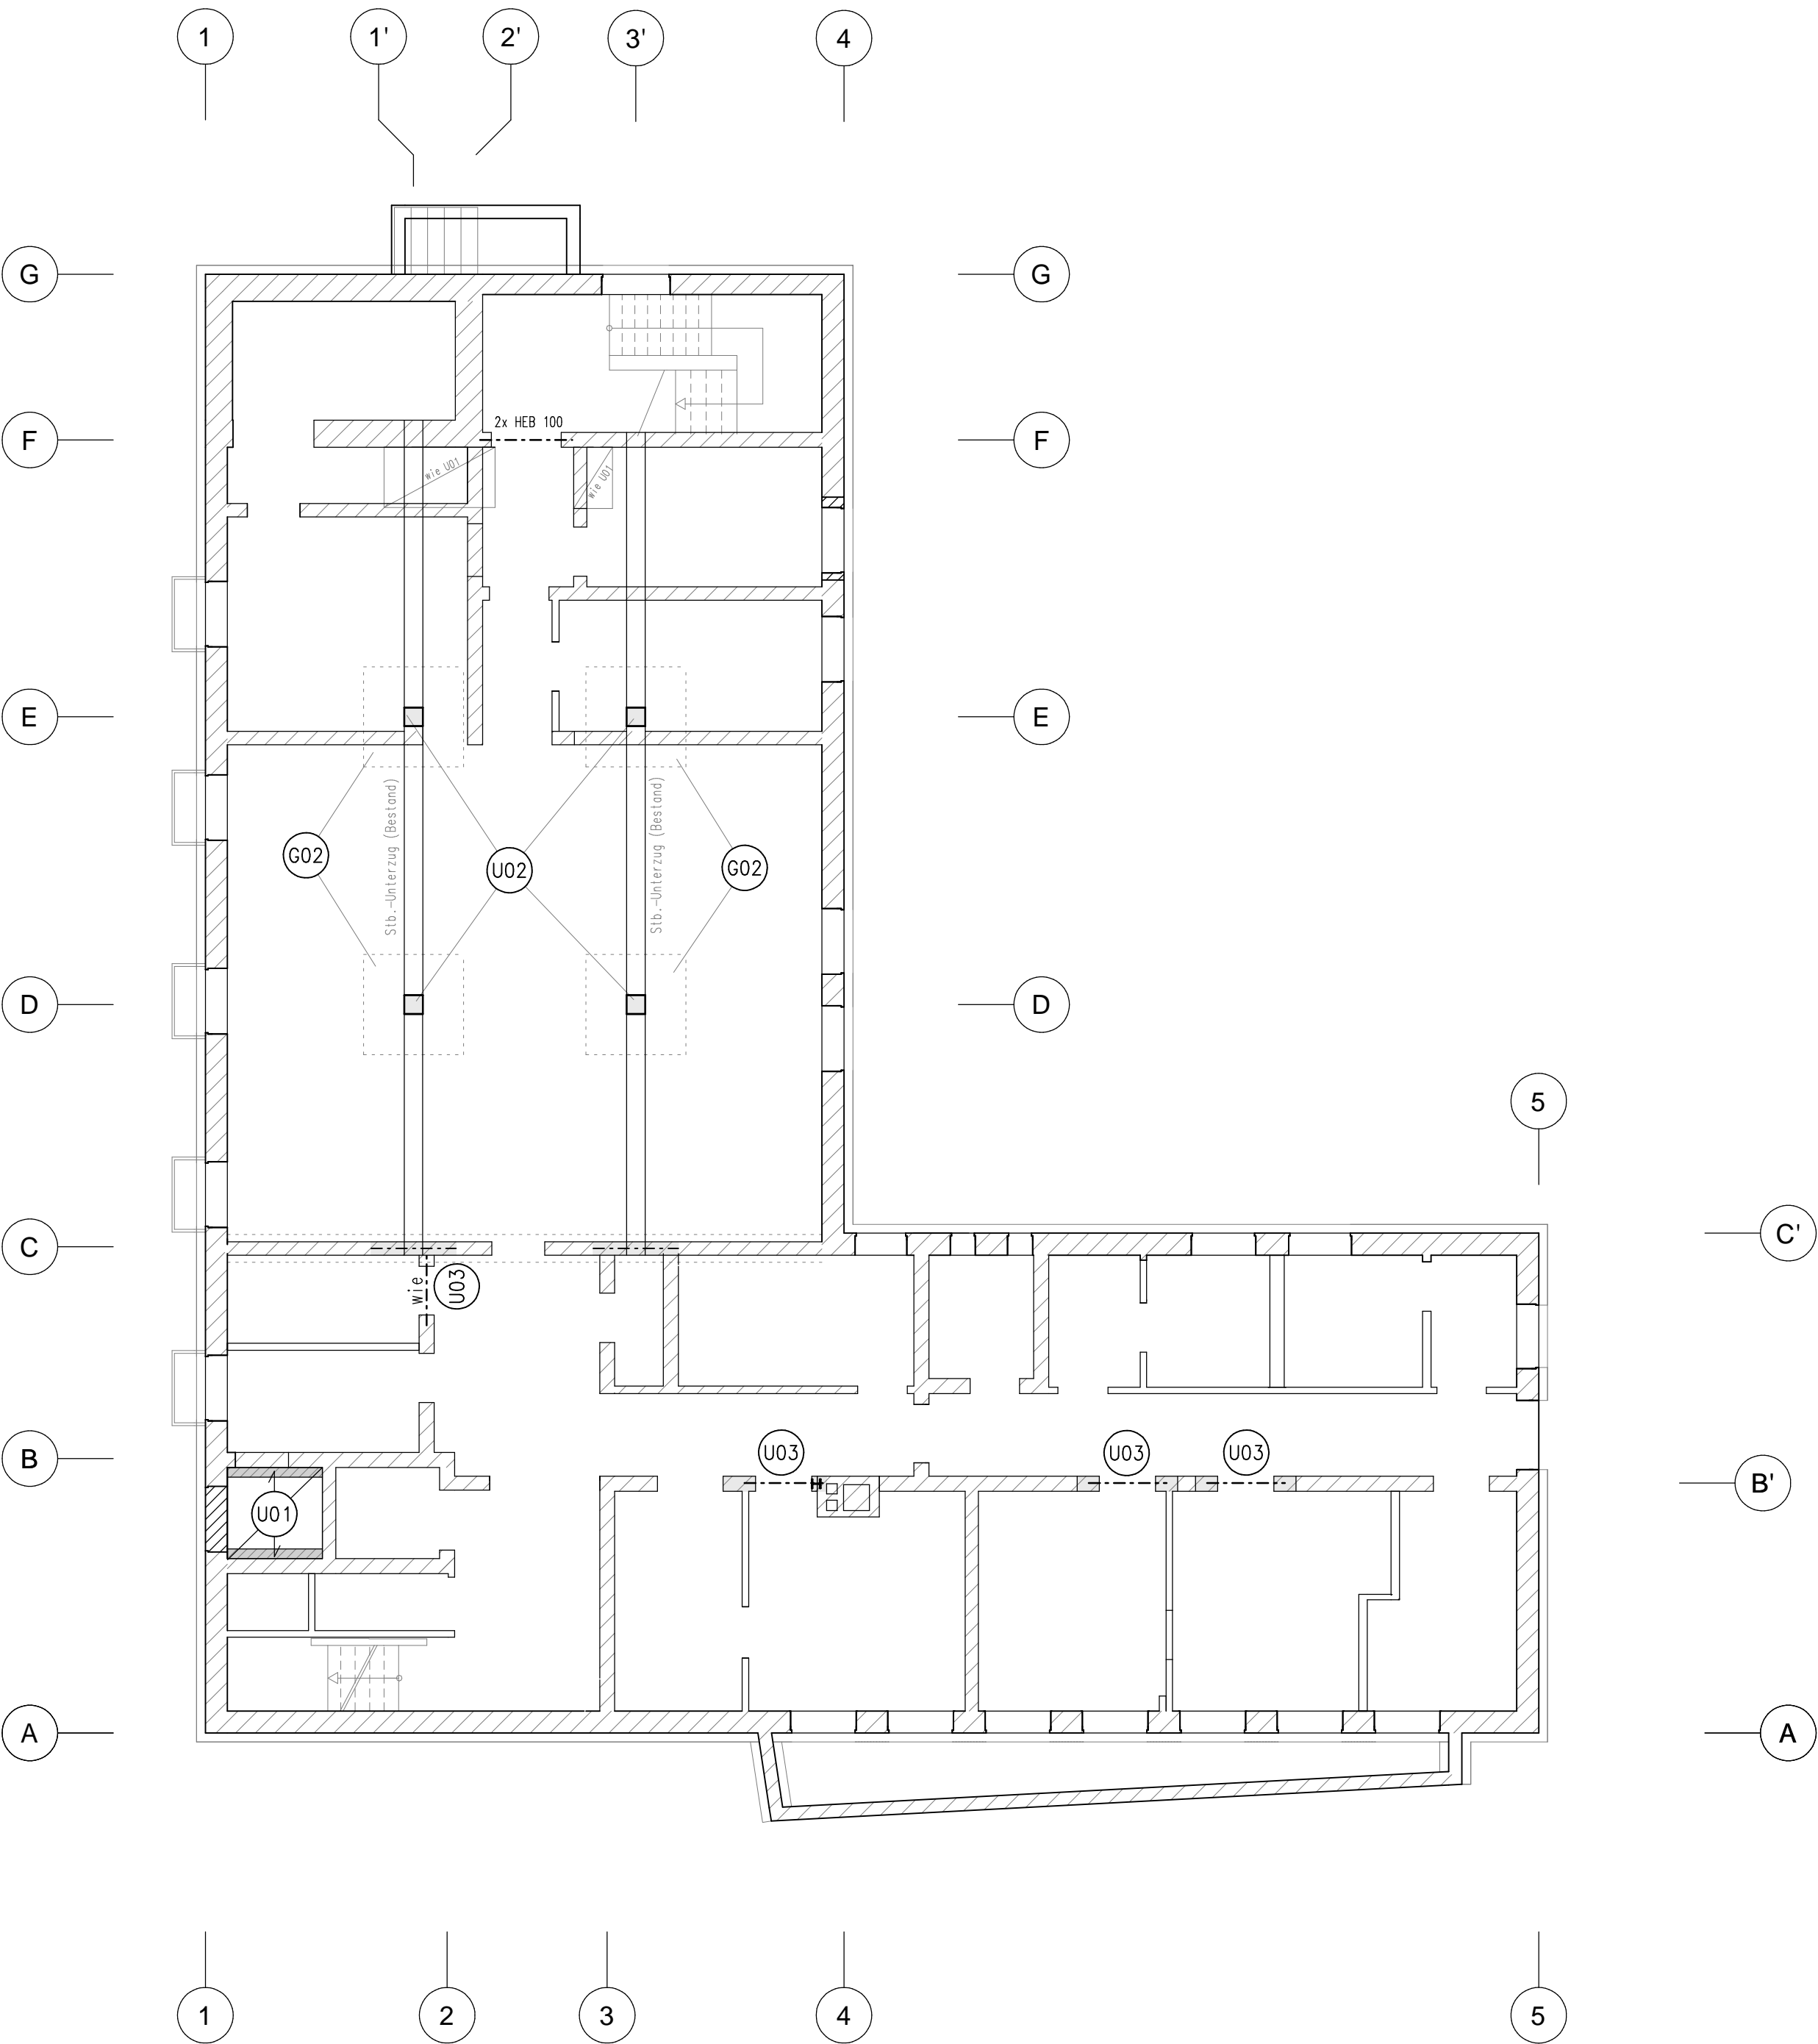 1
1'
2'
3'
4
G
G
F
2x HEB 100
F
wie U01
wie U01
E
E
Stb.-Unterzug (Bestand)
Stb.-Unterzug (Bestand)
G02
U02
G02
D
D
5
C
C'
wie
U03
B
U03
U03
U03
B'
U01
A
A
1
2
3
4
5